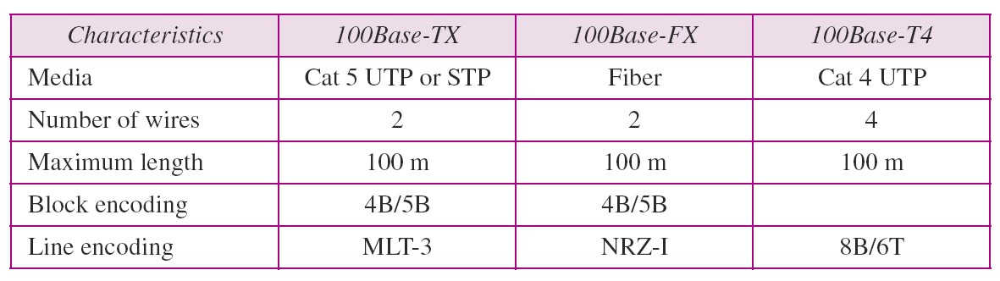 Characteristics 100Base-TX 100Base-FX 100Base-T4
Media Cat 5 UTP or STP Fiber Cat 4 UTP
Number of wires 2 2 4
Maximum length 100 m 100 m 100 m
Block encoding 4B/5B 4B/5B
Line encoding MLT-3 NRZ-I 8B/6T